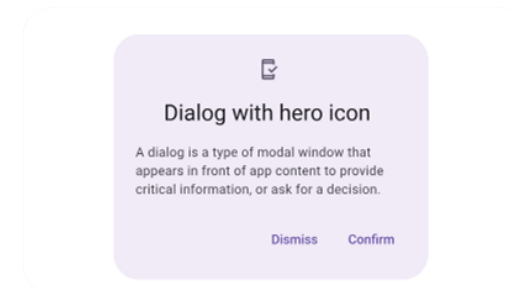 Dialog with hero icon
A dialog is a type of modal window that
appears in front of app content to provide
critical information, or ask for a decision.
Dismiss Confirm